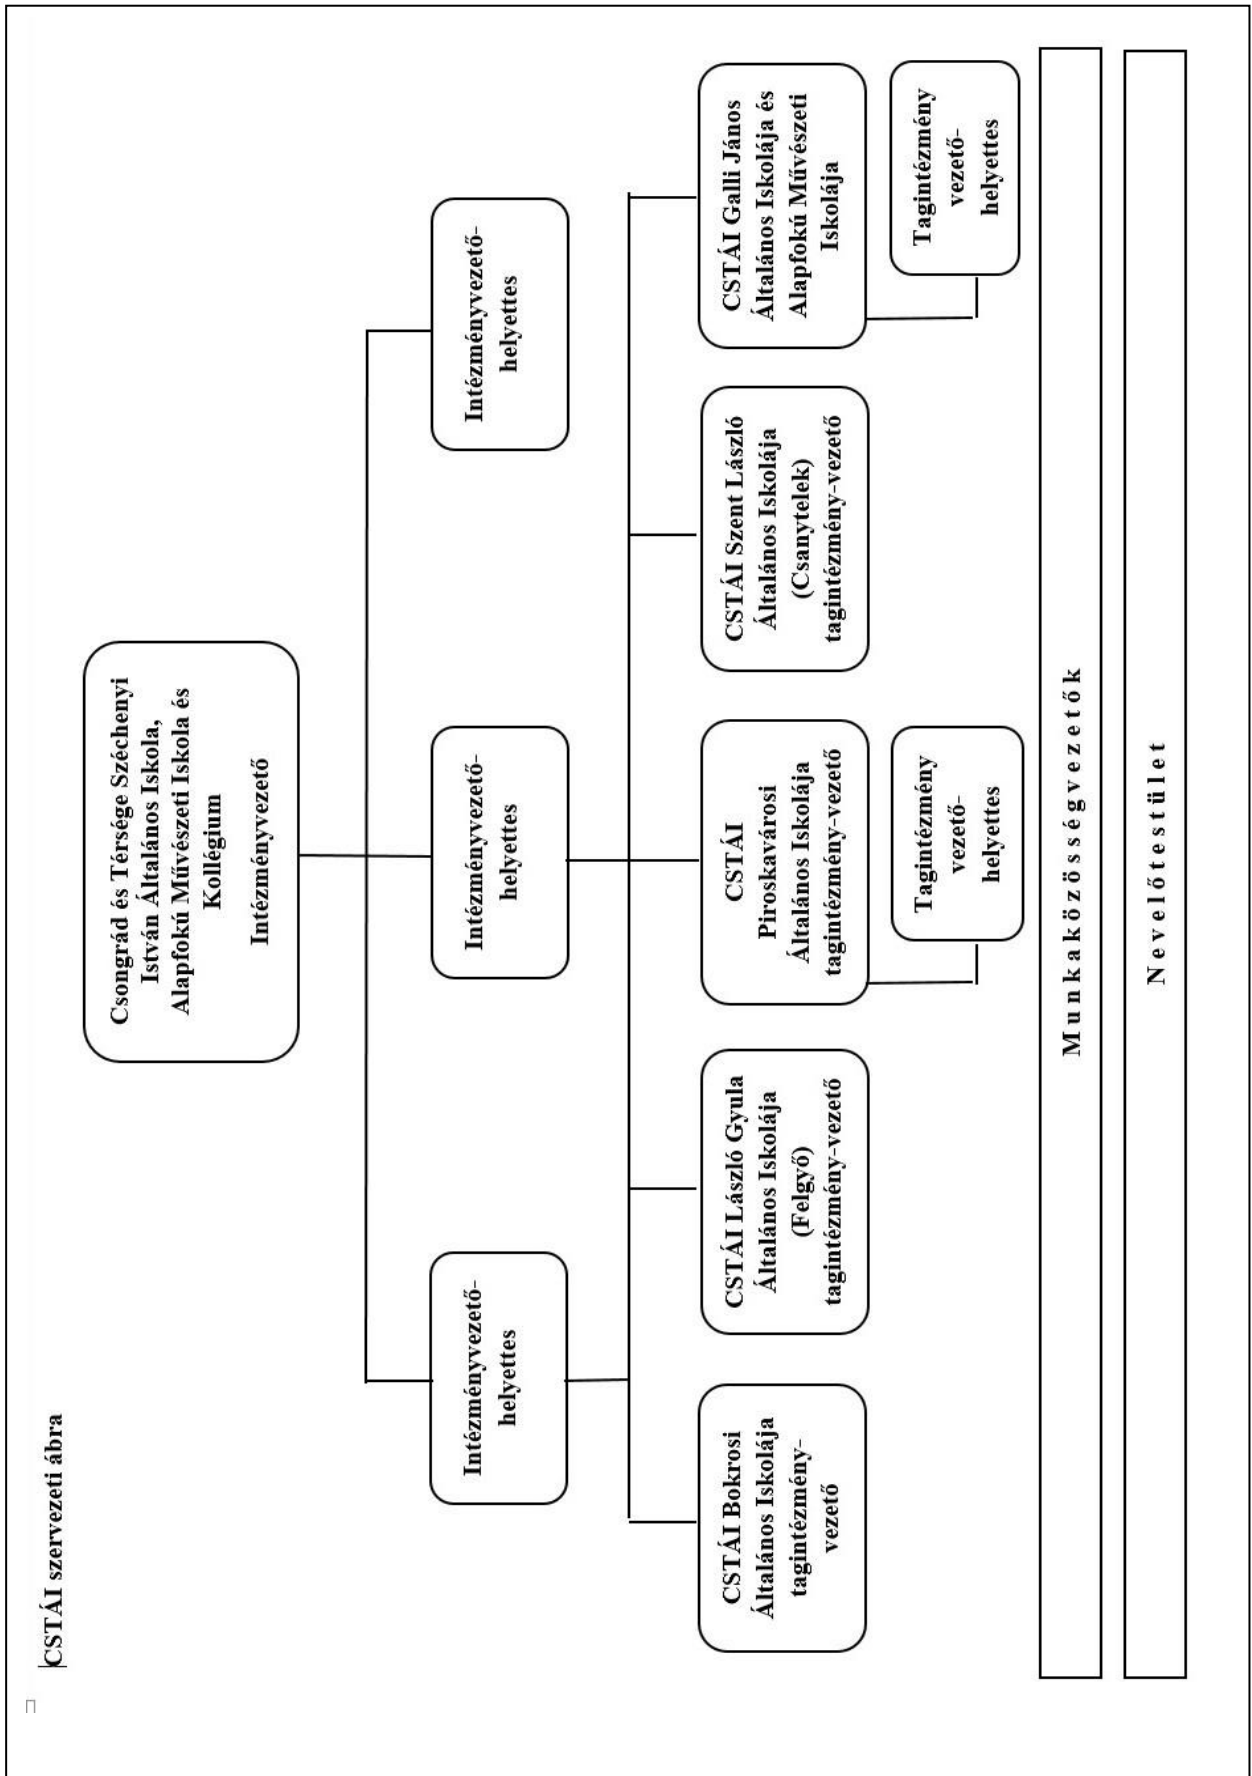 CSTÁI szervezeti ábra
Csongrád és Térsége Széchenyi
István Általános Iskola,
Alapfokú Művészeti Iskola és
Kollégium
Intézményvezető
Intézményvezető-
helyettes
Intézményvezető-
helyettes
Intézményvezető-
helyettes
CSTÁI Bokrosi
Általános Iskolája
tagintézmény-
vezető
CSTÁI László Gyula
Általános Iskolája
(Felgyő)
tagintézmény-vezető
CSTÁI
Piroskavárosi
Általános Iskolája
tagintézmény-vezető
CSTÁI Szent László
Általános Iskolája
(Csanytelek)
tagintézmény-vezető
CSTÁI Galli János
Általános Iskolája és
Alapfokú Művészeti
Iskolája
Tagintézmény
vezető-
helyettes
Tagintézmény
vezető-
helyettes
Munkaközösségvezetők
Nevelőtestület